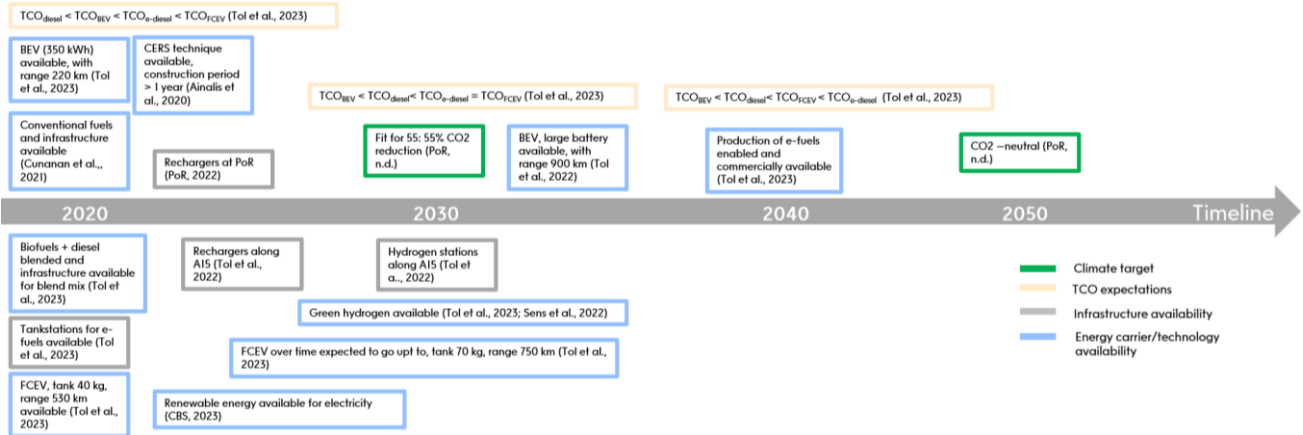 TCOdiesel < TCOBEV < TCOe-diesel < TCOFCEV (Tol et al., 2023)
BEV (350 kWh)
available, with
range 220 km (Tol
et al., 2023)
CERS technique
available,
construction period
> 1 year (Ainalis et
al., 2020)
TCOBEV < TCOdiesel< TCOe-diesel = TCOFCEV (Tol et al., 2023)
TCOBEV < TCOdiesel< TCOFCEV < TCOe-diesel (Tol et al., 2023)
Conventional fuels
and infrastructure
available
(Cunanan et al.,,
2021)
Rechargers at PoR
(PoR, 2022)
Fit for 55: 55% CO2
reduction (PoR,
n.d.)
BEV, large battery
available, with
range 900 km (Tol
et al., 2022)
Production of e-fuels
enabled and
commercially available
(Tol et al., 2023)
CO2 –neutral (PoR,
n.d.)
2020
2030
2040
2050
Timeline
Biofuels + diesel
blended and
infrastructure available
for blend mix (Tol et
al., 2023)
Rechargers along
A15 (Tol et al.,
2022)
Hydrogen stations
along A15 (Tol et
a.., 2022)
Green hydrogen available (Tol et al., 2023; Sens et al., 2022)
Tankstations for e-
fuels available (Tol
et al., 2023)
FCEV over time expected to go upt to, tank 70 kg, range 750 km (Tol et al.,
2023)
FCEV, tank 40 kg,
range 530 km
available (Tol et al.,
2023)
Renewable energy available for electricity
(CBS, 2023)
Climate target
TCO expectations
Infrastructure availability
Energy carrier/technology
availability